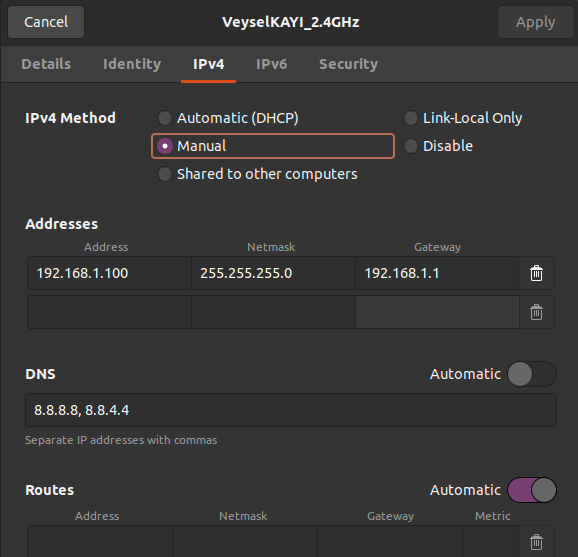 Cancel VeyselKAYI_2.4GHz Apply
Details Identity IPv4 IPv6 Security
IPv4 Method Automatic (DHCP) Link-Local Only
Manual Disable
Shared to other computers
Addresses
Address Netmask Gateway
192.168.1.100 255.255.255.0 192.168.1.1
DNS Automatic
8.8.8.8, 8.8.4.4
Separate IP addresses with commas
Routes Automatic
Address Netmask Gateway Metric